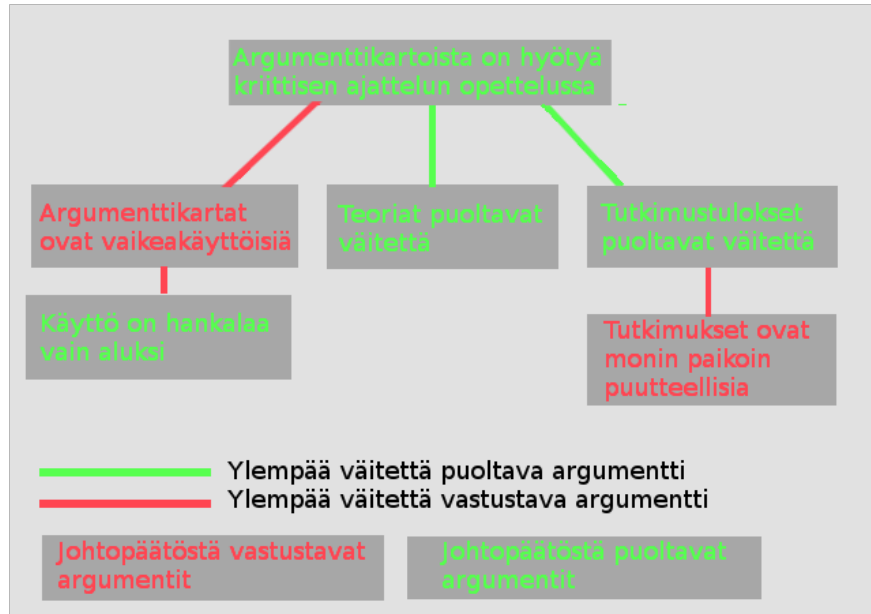 Argumenttikartoista on hyötyä
kriittisen ajattelun opettelussa
Argumenttikartat
ovat vaikeakäyttöisiä
Teoriat puoltavat
väitettä
Tutkimustulokset
puoltavat väitettä
Käyttö on hankalaa
vain aluksi
Tutkimukset ovat
monin paikoin
puutteellisia
Ylempää väitettä puoltava argumentti
Ylempää väitettä vastustava argumentti
Johtopäätöstä vastustavat
argumentit
Johtopäätöstä puoltavat
argumentit